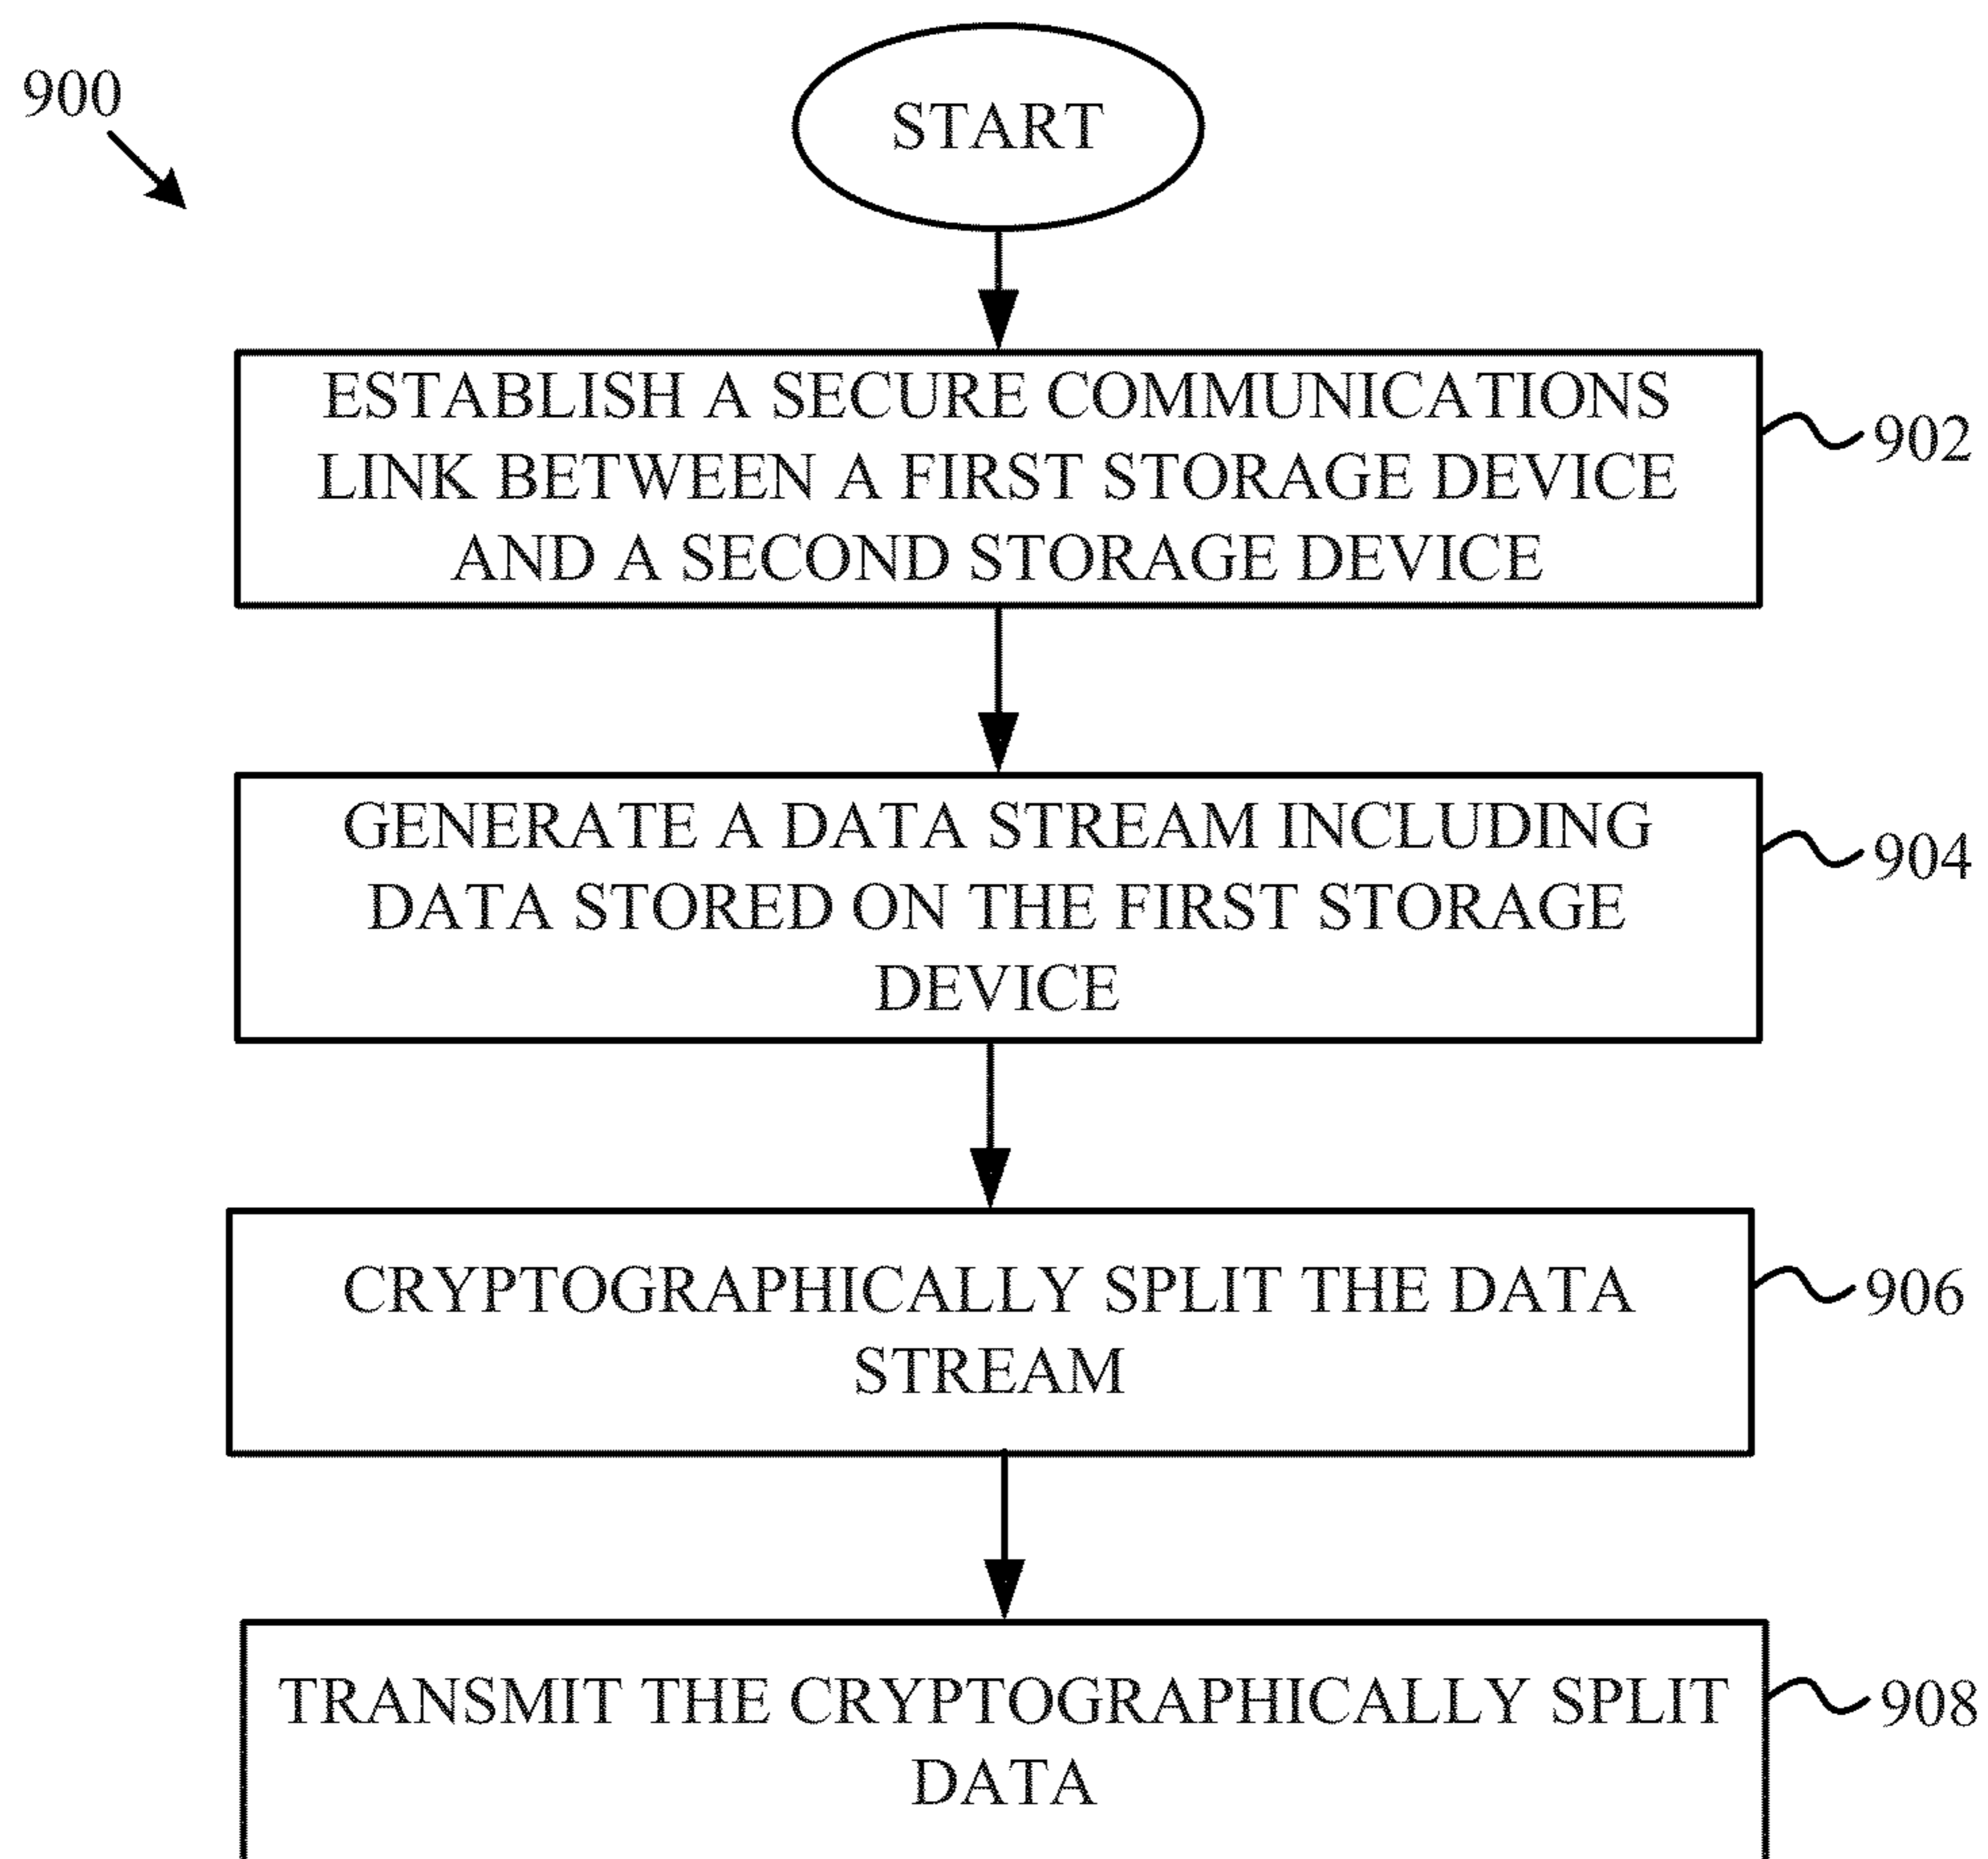 900
START
ESTABLISH A SECURE COMMUNICATIONS
LINK BETWEEN A FIRST STORAGE DEVICE
AND A SECOND STORAGE DEVICE
902
GENERATE A DATA STREAM INCLUDING
DATA STORED ON THE FIRST STORAGE
DEVICE
904
CRYPTOGRAPHICALLY SPLIT THE DATA
STREAM
906
TRANSMIT THE CRYPTOGRAPHICALLY SPLIT
DATA
908